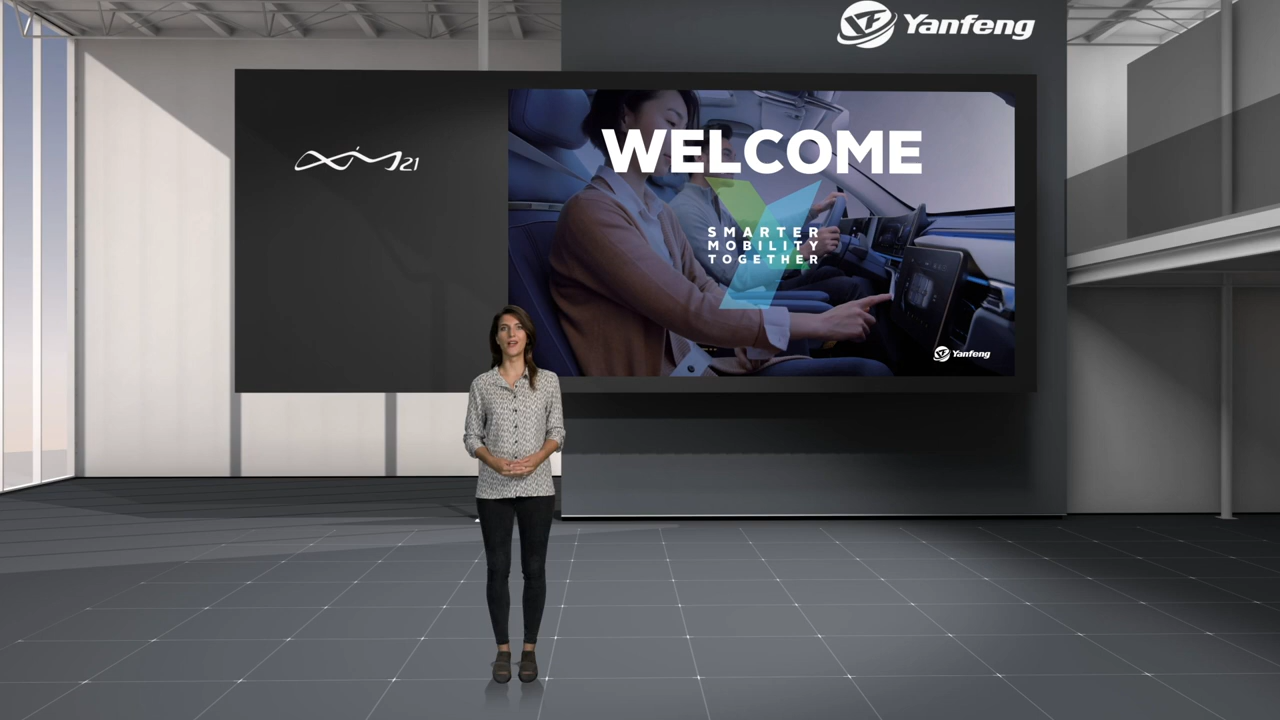 Yanfeng
XiM21
WELCOME
SMARTER
MOBILITY
TOGETHER
Yanfeng